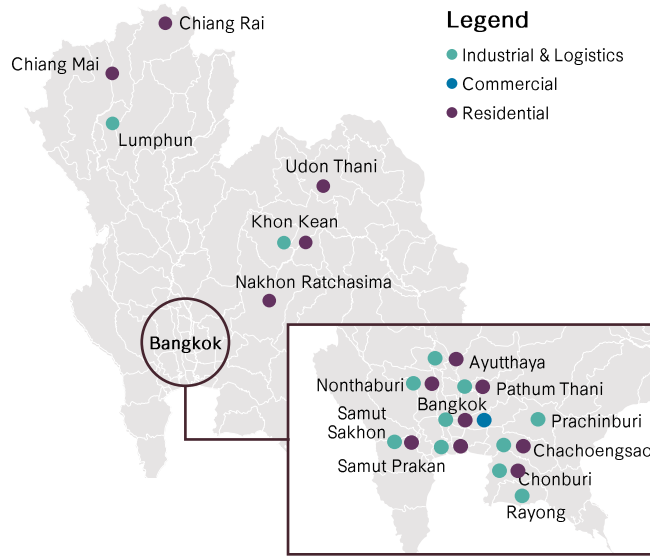 Legend
Industrial & Logistics
Commercial
Residential
Chiang Rai
Chiang Mai
Lumphun
Udon Thani
Khon Kean
Nakhon Ratchasima
Bangkok
Ayutthaya
Nonthaburi
Pathum Thani
Bangkok
Samut
Sakhon
Prachinburi
Chachoengsao
Samut Prakan
Chonburi
Rayong